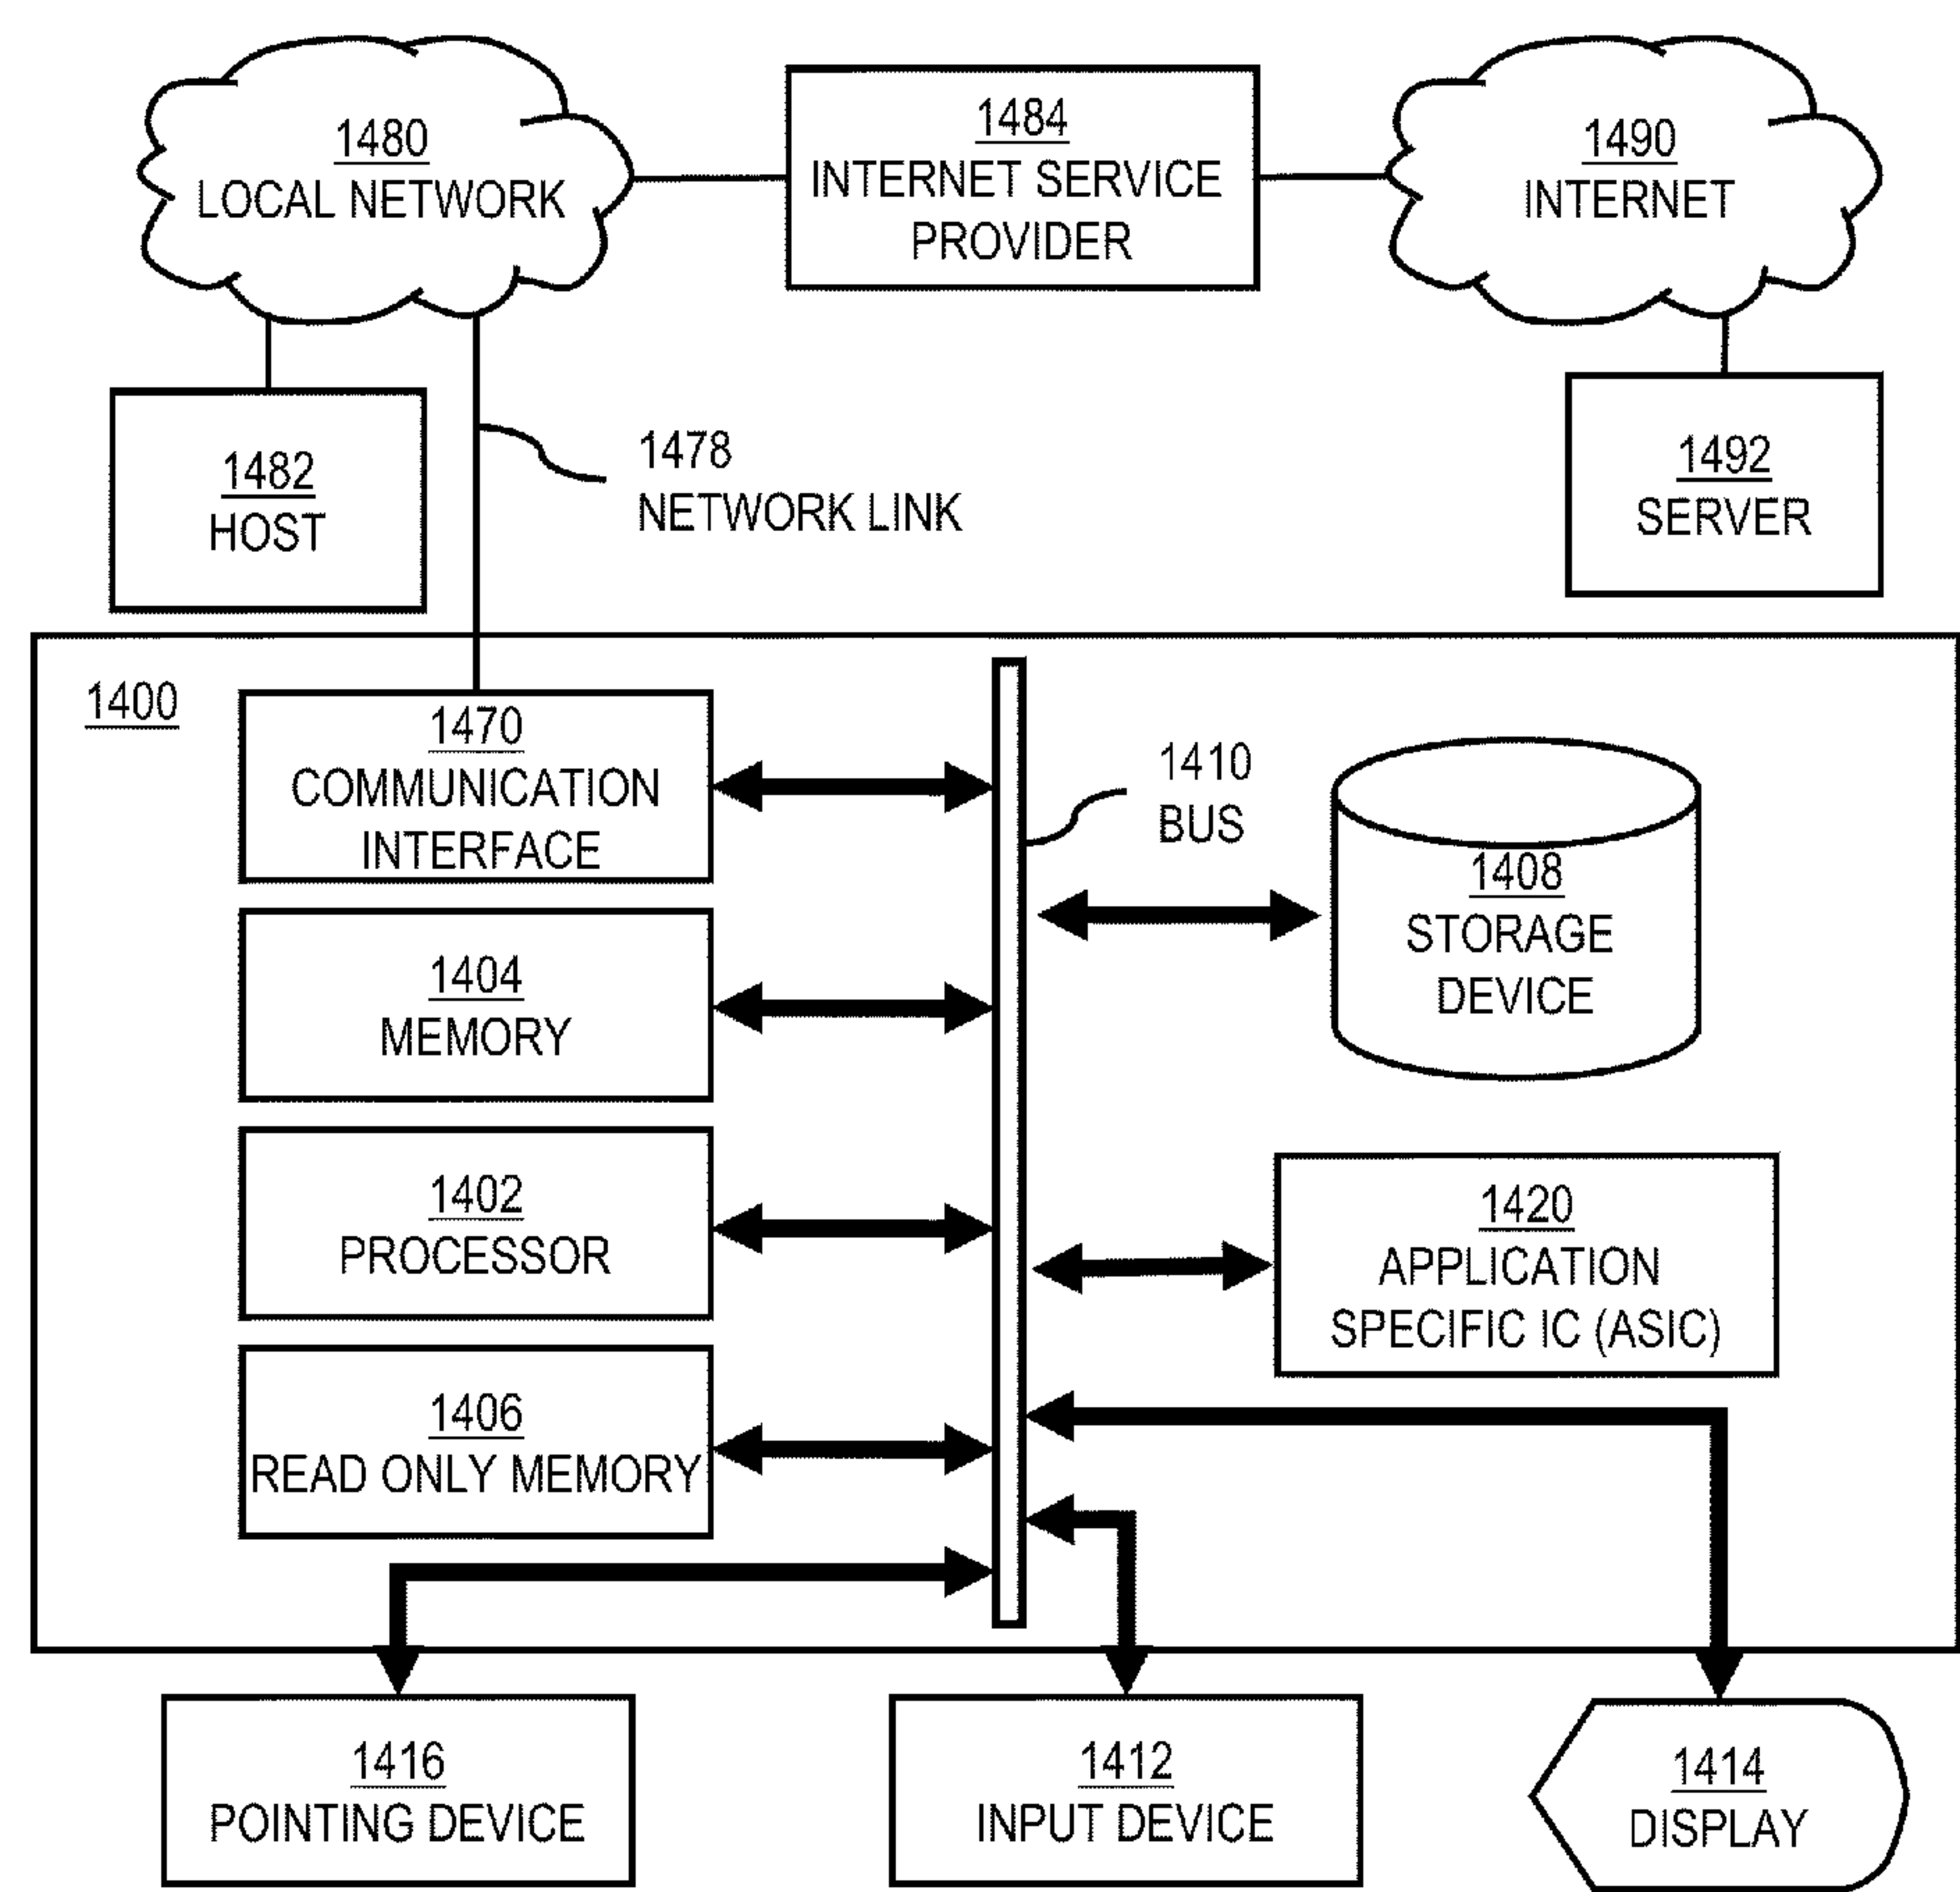 1480
LOCAL NETWORK
1484
INTERNET SERVICE
PROVIDER
1490
INTERNET
1482
HOST
1478
NETWORK LINK
1492
SERVER
1400
1470
COMMUNICATION
INTERFACE
1410
BUS
1408
STORAGE
DEVICE
1404
MEMORY
1402
PROCESSOR
1420
APPLICATION
SPECIFIC IC (ASIC)
1406
READ ONLY MEMORY
1416
POINTING DEVICE
1412
INPUT DEVICE
1414
DISPLAY